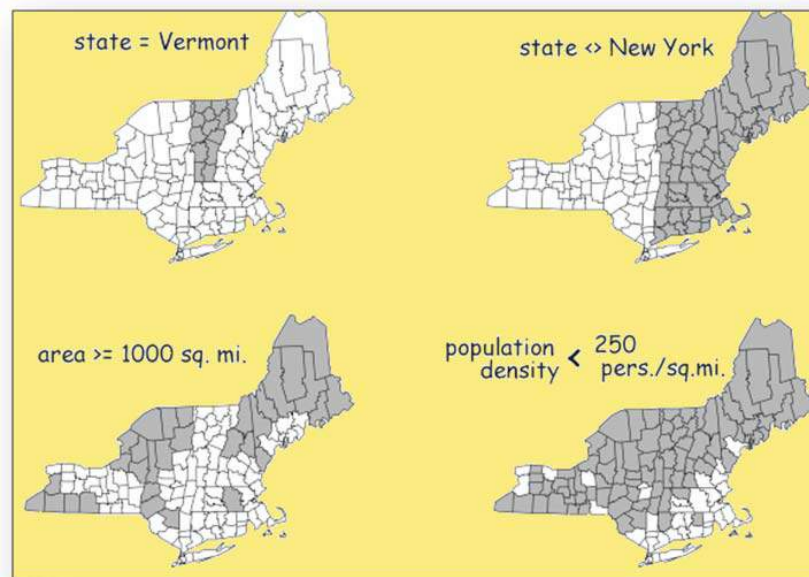 state = Vermont
state <> New York
area >= 1000 sq. mi.
population density < 250 pers./sq.mi.